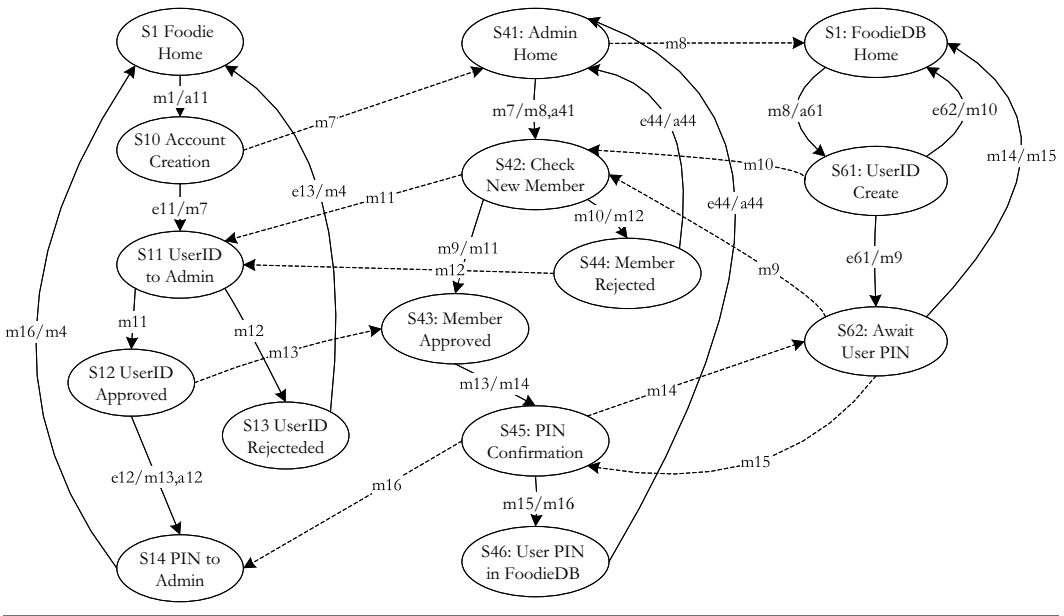 S1 Foodie
Home
m1/a11
S10 Account
Creation
e11/m7
S11 UserID
to Admin
m11
m12
S12 UserID
Approved
S13 UserID
Rejecteded
e12/m13,a12
S14 PIN to
Admin
m16/m4
e13/m4
m7
S41: Admin
Home
m7/m8,a41
S42: Check
New Member
m11
m9/m11
m10/m12
S44: Member
Rejected
m12
S43: Member
Approved
m13
m13/m14
S45: PIN
Confirmation
m16
m15/m16
S46: User PIN
in FoodieDB
e44/a44
e44/a44
m8
S1: FoodieDB
Home
m8/a61
e62/m10
m10
S61: UserID
Create
m14/m15
e61/m9
m9
S62: Await
User PIN
m14
m15